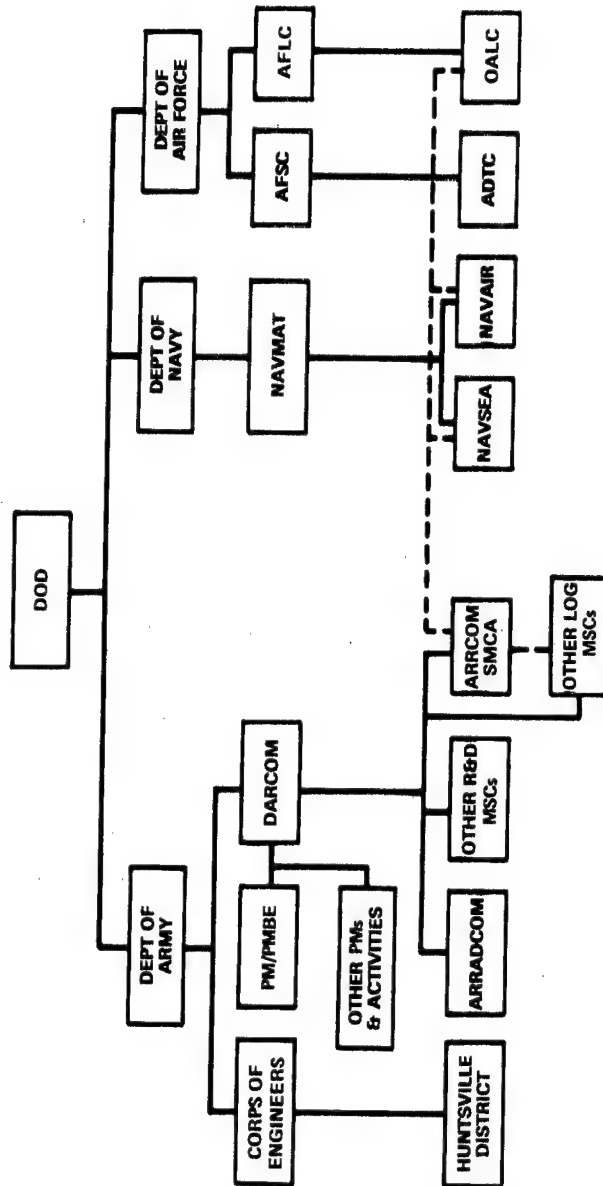 DOD
DEPT OF
ARMY
DEPT OF
NAVY
DEPT OF
AIR FORCE
CORPS OF
ENGINEERS
PM/PMBE
DARCOM
NAVMAT
AFSC
AFLC
OTHER PMs
& ACTIVITIES
HUNTSVILLE
DISTRICT
ARRADCOM
OTHER R&D
MSCs
ARRCOM
SMCA
NAVSEA
NAVAIR
ADTC
OALC
OTHER LOG
MSCs